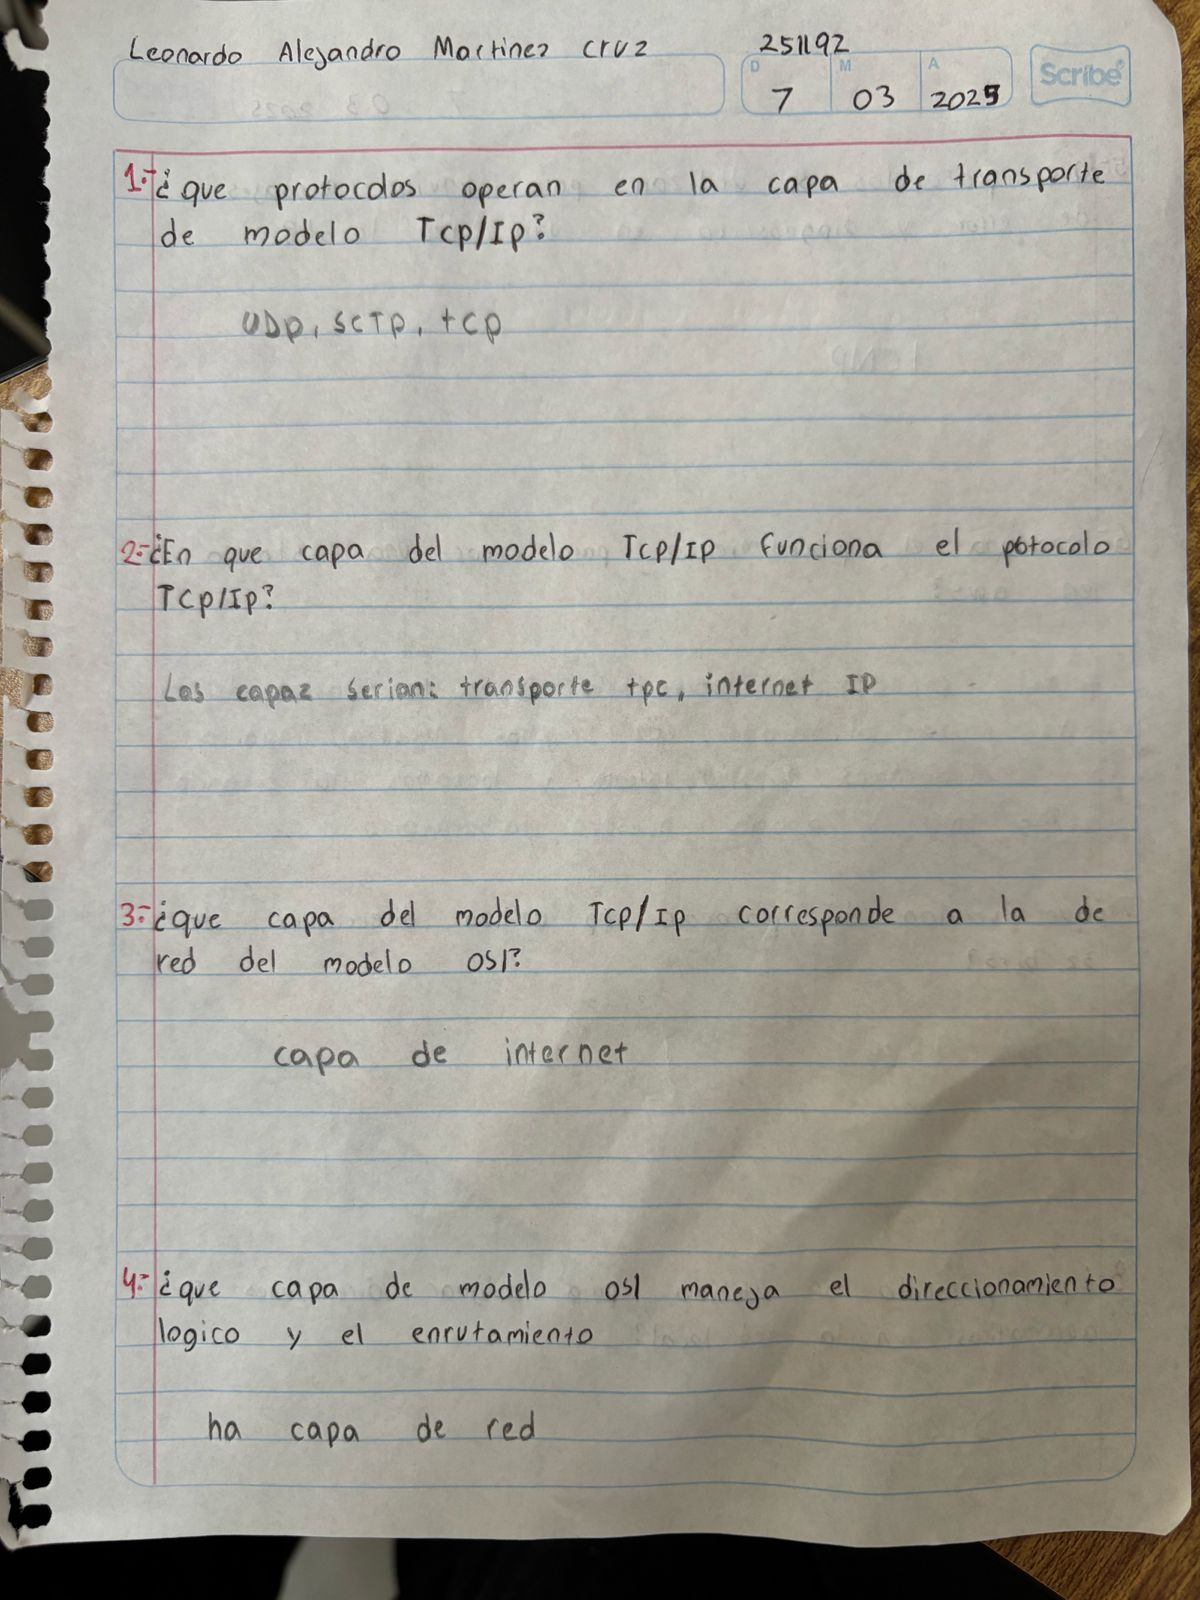 Leonardo Alejandro Martinez Cruz 251192
D M A
7 03 2025
Scribe
1.- ¿que protocolos operan en la capa de transporte
de modelo Tcp/Ip?
UDp, scTp, tcp
2.- ¿En que capa del modelo Tcp/Ip funciona el potocolo
Tcp/Ip?
Las capaz serian: transporte tpc, internet IP
3.- ¿que capa del modelo Tcp/Ip corresponde a la de
red del modelo osI?
capa de internet
4.- ¿que capa de modelo osI maneja el direccionamiento
logico y el enrutamiento
ha capa de red